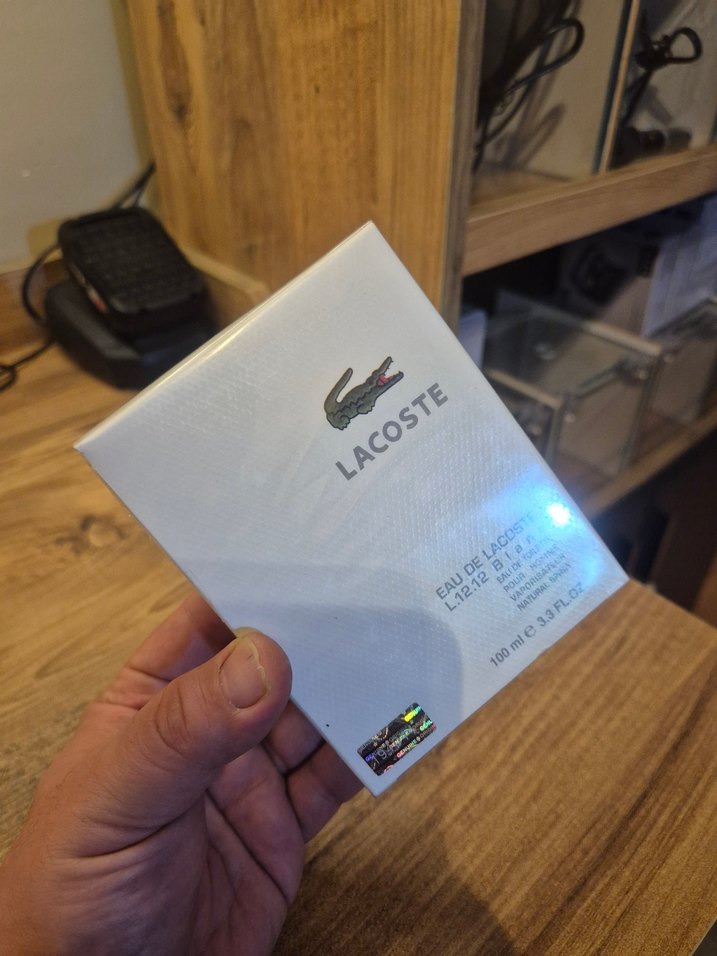 LACOSTE
EAU DE LACOSTE
L.12.12
EAU DE TOILETTE
POUR HOMME
VAPORISATEUR
NATURAL SPRAY
100 ml e 3.3 FL.OZ
GENUINE